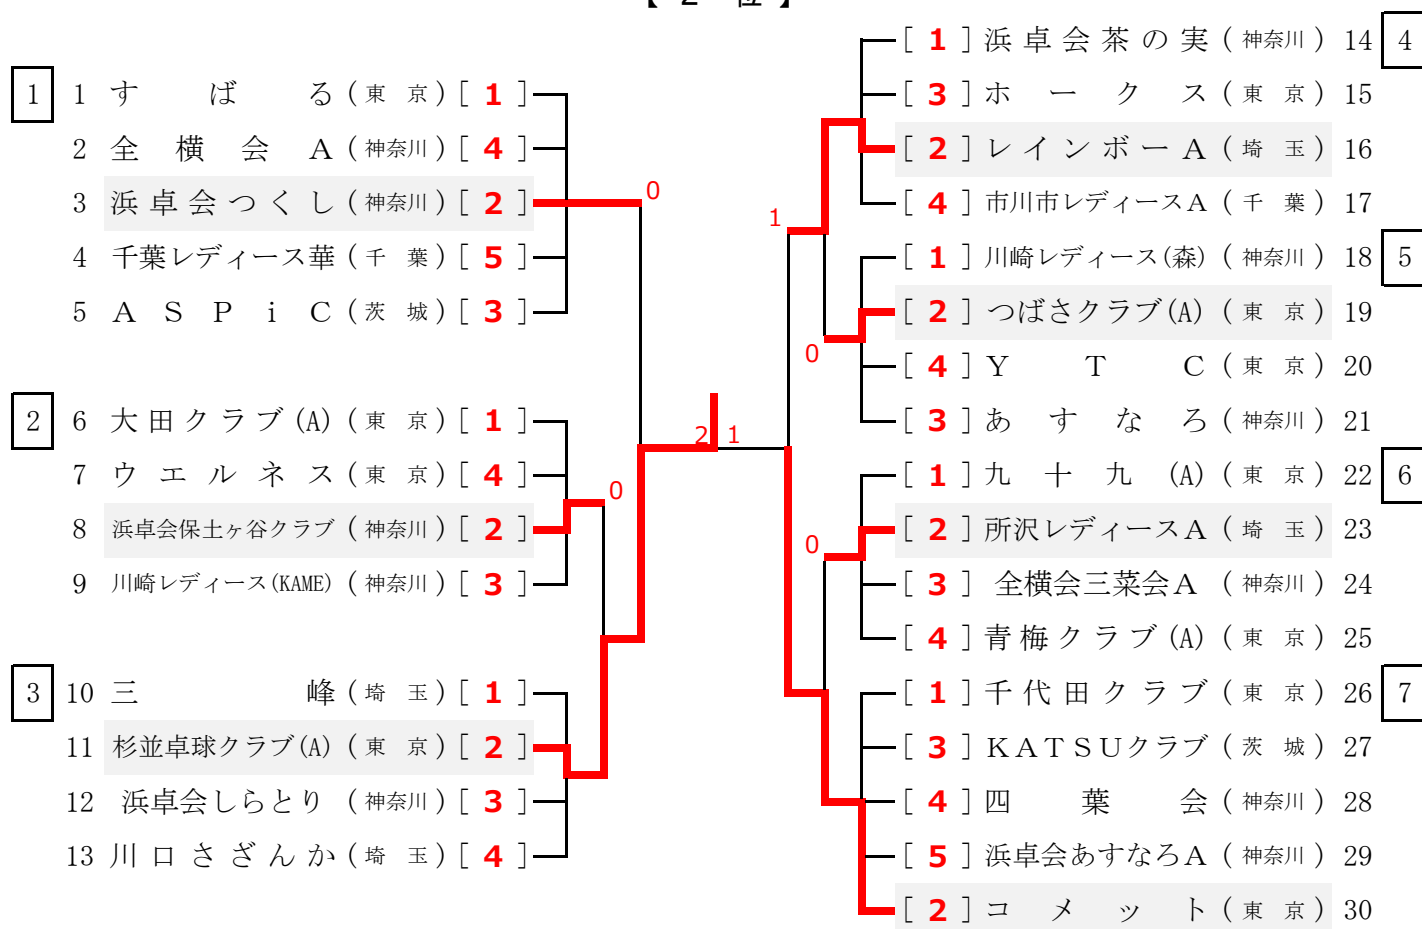 【 2 位 】
1 1 すばる (東 京) [ 1 ]
2 全横会A (神奈川) [ 4 ]
3 浜卓会つくし (神奈川) [ 2 ]
4 千葉レディース華 (千 葉) [ 5 ]
5 ASPiC (茨 城) [ 3 ]
0
2 6 大田クラブ(A) (東 京) [ 1 ]
7 ウエルネス (東 京) [ 4 ]
8 浜卓会保土ヶ谷クラブ (神奈川) [ 2 ]
9 川崎レディース(KAME) (神奈川) [ 3 ]
0
3 10 三峰 (埼 玉) [ 1 ]
11 杉並卓球クラブ(A) (東 京) [ 2 ]
12 浜卓会しらとり (神奈川) [ 3 ]
13 川口さざんか (埼 玉) [ 4 ]
2 1
[ 1 ] 浜卓会茶の実 (神奈川) 14 4
[ 3 ] ホークス (東 京) 15
[ 2 ] レインボーA (埼 玉) 16
[ 4 ] 市川市レディースA (千 葉) 17
1
[ 1 ] 川崎レディース(森) (神奈川) 18 5
[ 2 ] つばさクラブ(A) (東 京) 19
[ 4 ] YTC (東 京) 20
[ 3 ] あすなろ (神奈川) 21
0
[ 1 ] 九十九(A) (東 京) 22 6
[ 2 ] 所沢レディースA (埼 玉) 23
[ 3 ] 全横会三菜会A (神奈川) 24
[ 4 ] 青梅クラブ(A) (東 京) 25
0
[ 1 ] 千代田クラブ (東 京) 26 7
[ 3 ] KATSUクラブ (茨 城) 27
[ 4 ] 四葉会 (神奈川) 28
[ 5 ] 浜卓会あすなろA (神奈川) 29
[ 2 ] コメット (東 京) 30